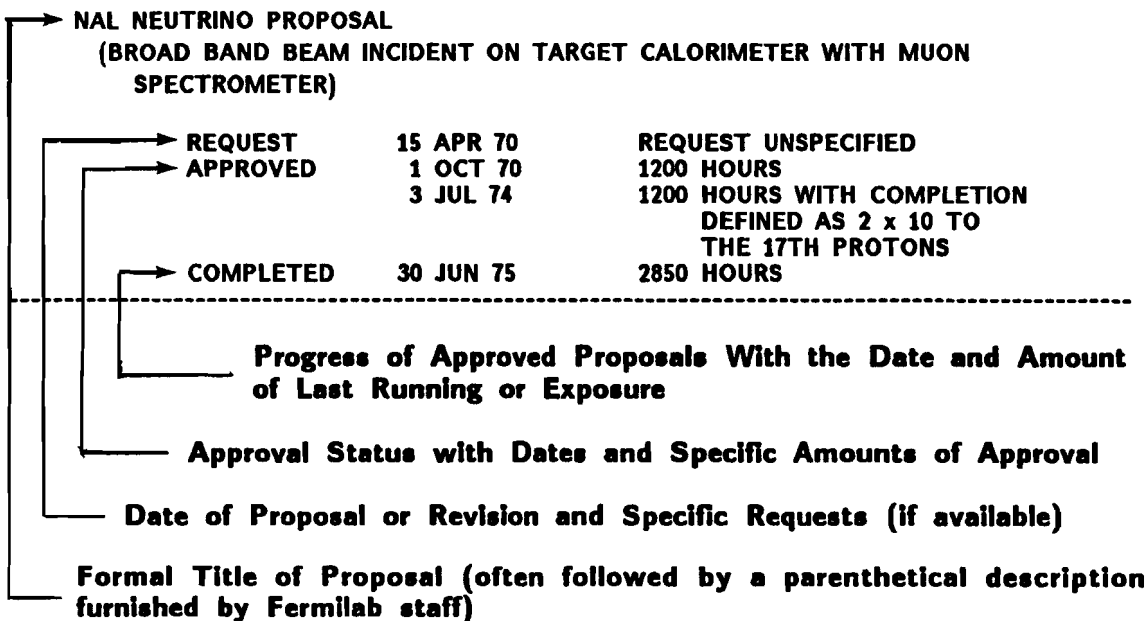 NAL NEUTRINO PROPOSAL
(BROAD BAND BEAM INCIDENT ON TARGET CALORIMETER WITH MUON
SPECTROMETER)
REQUEST 15 APR 70 REQUEST UNSPECIFIED
APPROVED 1 OCT 70 1200 HOURS
3 JUL 74 1200 HOURS WITH COMPLETION
DEFINED AS 2 x 10 TO
THE 17TH PROTONS
COMPLETED 30 JUN 75 2850 HOURS
Progress of Approved Proposals With the Date and Amount
of Last Running or Exposure
Approval Status with Dates and Specific Amounts of Approval
Date of Proposal or Revision and Specific Requests (if available)
Formal Title of Proposal (often followed by a parenthetical description
furnished by Fermilab staff)